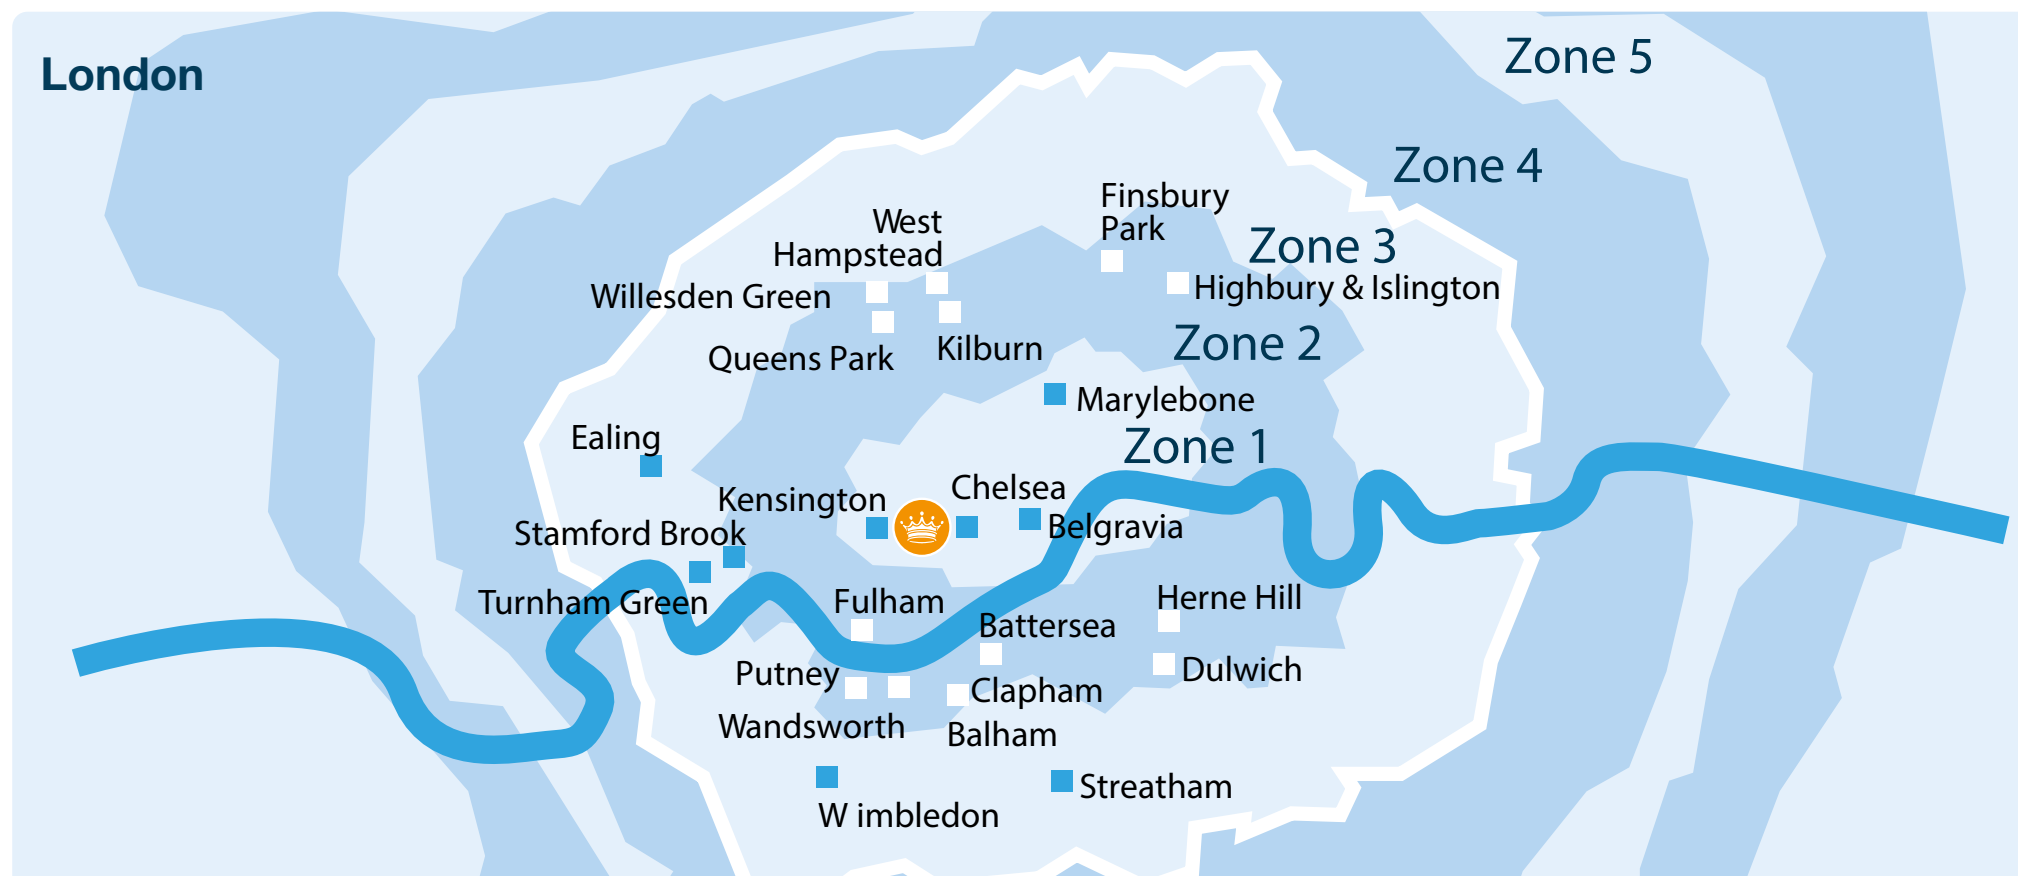 London
Zone 5
Zone 4
Finsbury
Park
West
Hampstead
Zone 3
Willesden Green
Highbury & Islington
Zone 2
Queens Park
Kilburn
Marylebone
Ealing
Zone 1
Kensington
Chelsea
Stamford Brook
Belgravia
Turnham Green
Fulham
Herne Hill
Battersea
Putney
Dulwich
Clapham
Wandsworth
Balham
Streatham
W imbledon